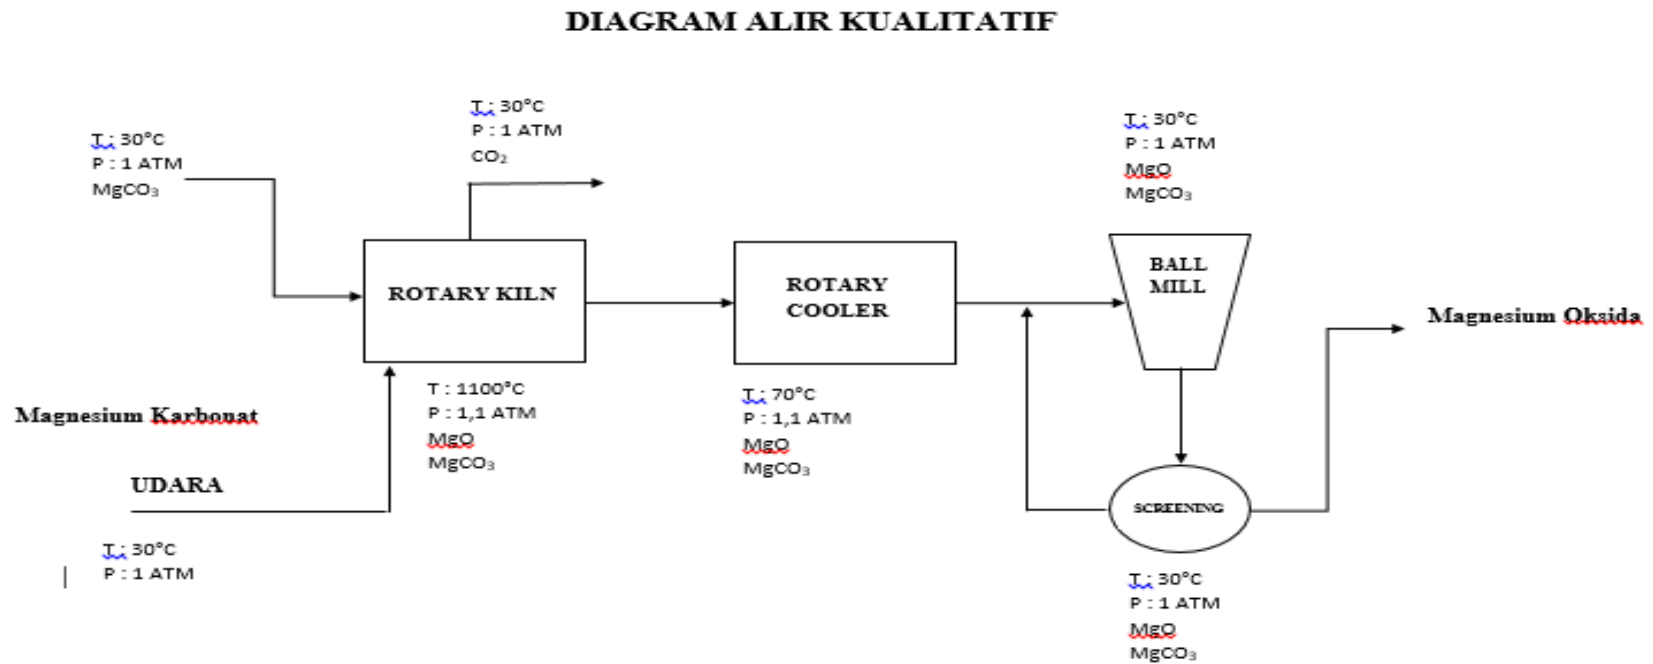 DIAGRAM ALIR KUALITATIF
T : 30°C
P : 1 ATM
MgCO₃
T : 30°C
P : 1 ATM
CO₂
T : 30°C
P : 1 ATM
MgO
MgCO₃
ROTARY KILN
ROTARY
COOLER
BALL
MILL
Magnesium Oksida
T : 1100°C
P : 1,1 ATM
MgO
MgCO₃
T : 70°C
P : 1,1 ATM
MgO
MgCO₃
Magnesium Karbonat
UDARA
T : 30°C
P : 1 ATM
SCREENING
T : 30°C
P : 1 ATM
MgO
MgCO₃